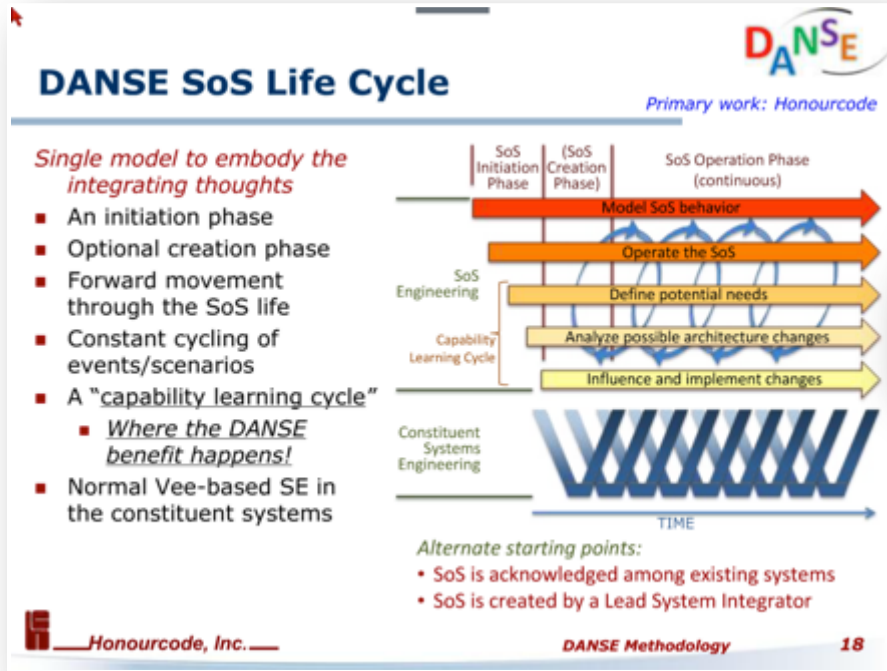 DANSE
DANSE SoS Life Cycle
Primary work: Honourcode
Single model to embody the
integrating thoughts
An initiation phase
Optional creation phase
Forward movement
through the SoS life
Constant cycling of
events/scenarios
A “capability learning cycle”
Where the DANSE
benefit happens!
Normal Vee-based SE in
the constituent systems
SoS
Initiation
Phase
(SoS
Creation
Phase)
SoS Operation Phase
(continuous)
Model SoS behavior
Operate the SoS
Define potential needs
Analyze possible architecture changes
Influence and implement changes
SoS
Engineering
Capability
Learning Cycle
Constituent
Systems
Engineering
TIME
Alternate starting points:
• SoS is acknowledged among existing systems
• SoS is created by a Lead System Integrator
Honourcode, Inc.
DANSE Methodology
18